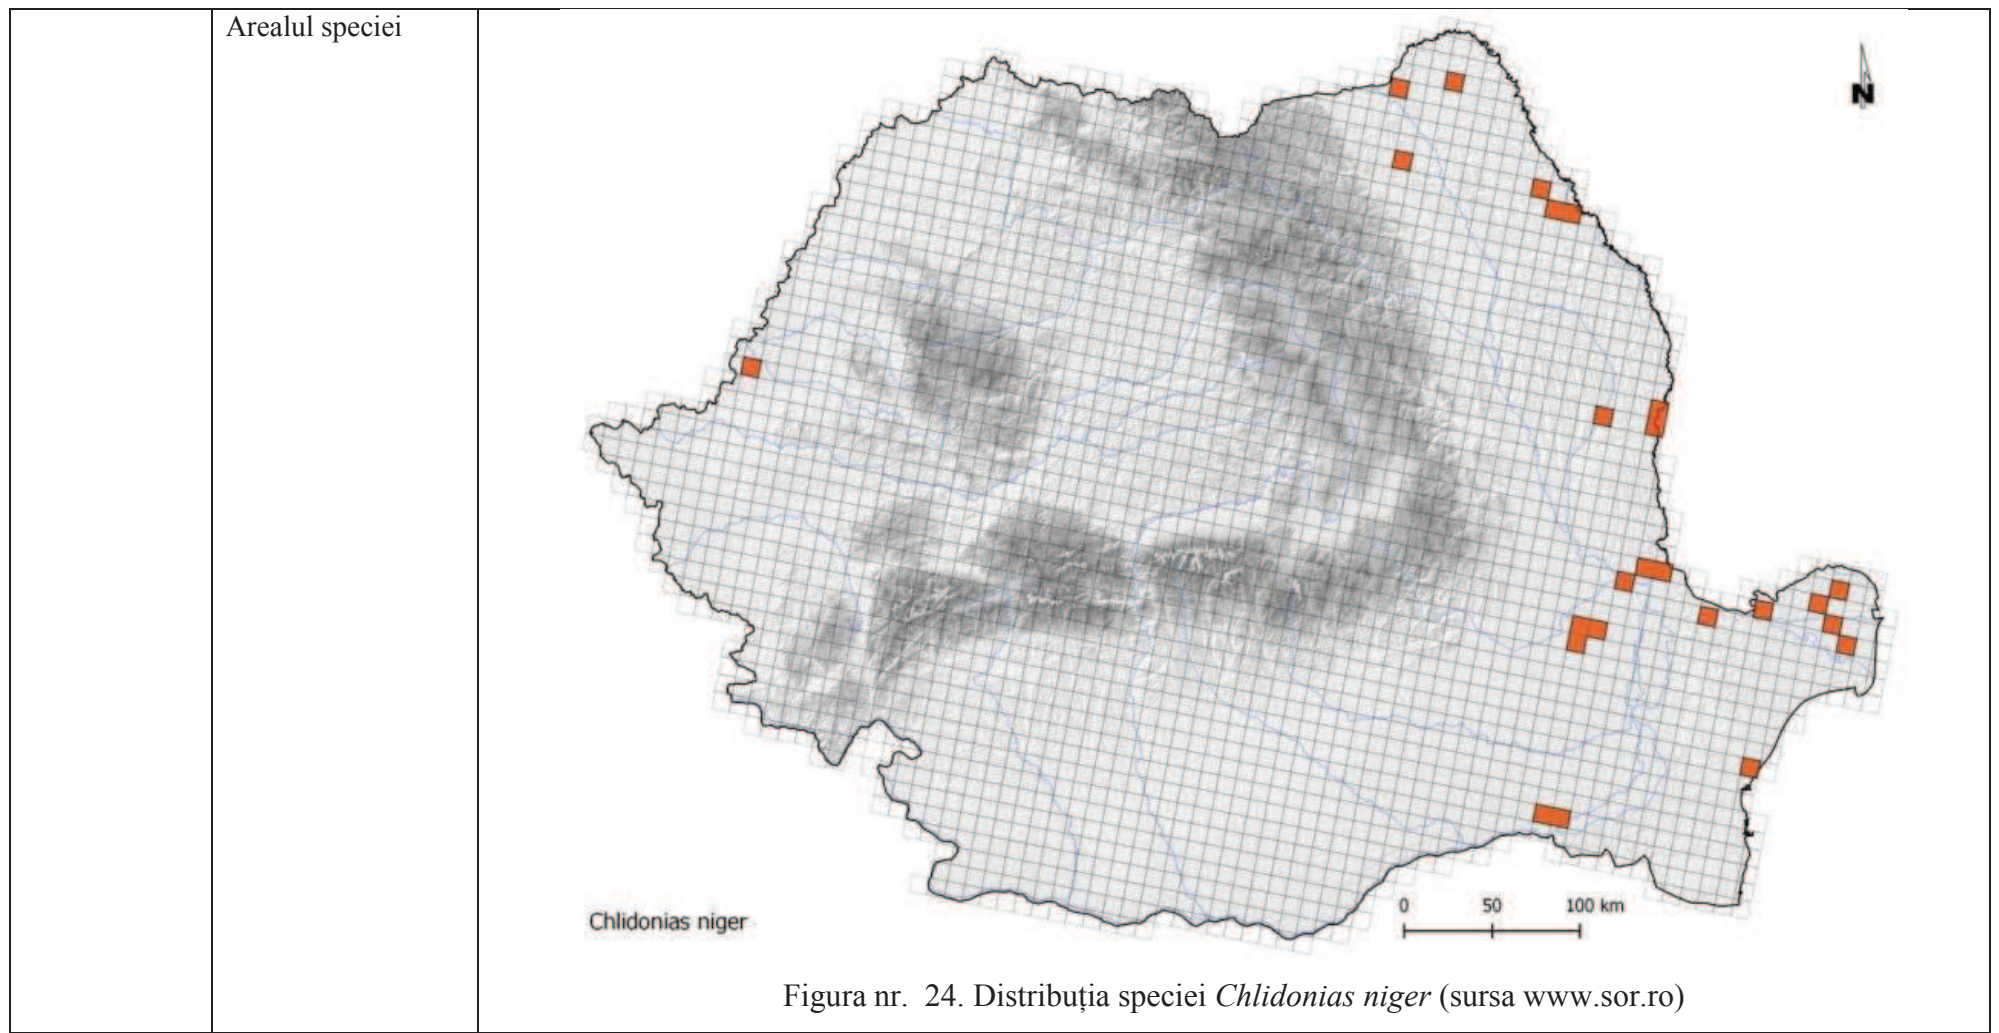 Arealul speciei
N
Chlidonias niger
0 50 100 km
Figura nr. 24. Distribuția speciei Chlidonias niger (sursa www.sor.ro)